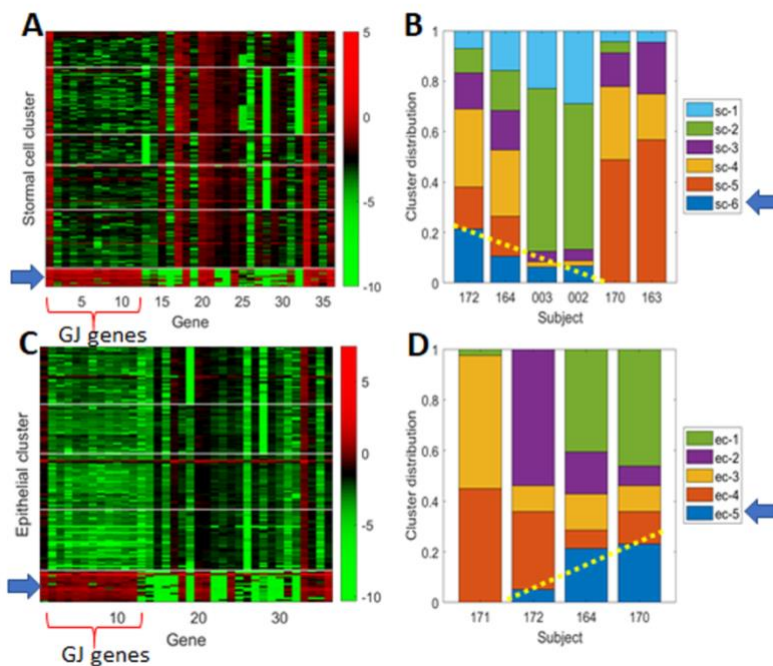 A
Stormal cell cluster
5
0
-5
-10
5 10 15 20 25 30 35
Gene
GJ genes
B
Cluster distribution
1
0.8
0.6
0.4
0.2
0
172 164 003 002 170 163
Subject
sc-1
sc-2
sc-3
sc-4
sc-5
sc-6
C
Epithelial cluster
5
0
-5
-10
10 20 30
Gene
GJ genes
D
Cluster distribution
1
0.8
0.6
0.4
0.2
0
171 172 164 170
Subject
ec-1
ec-2
ec-3
ec-4
ec-5